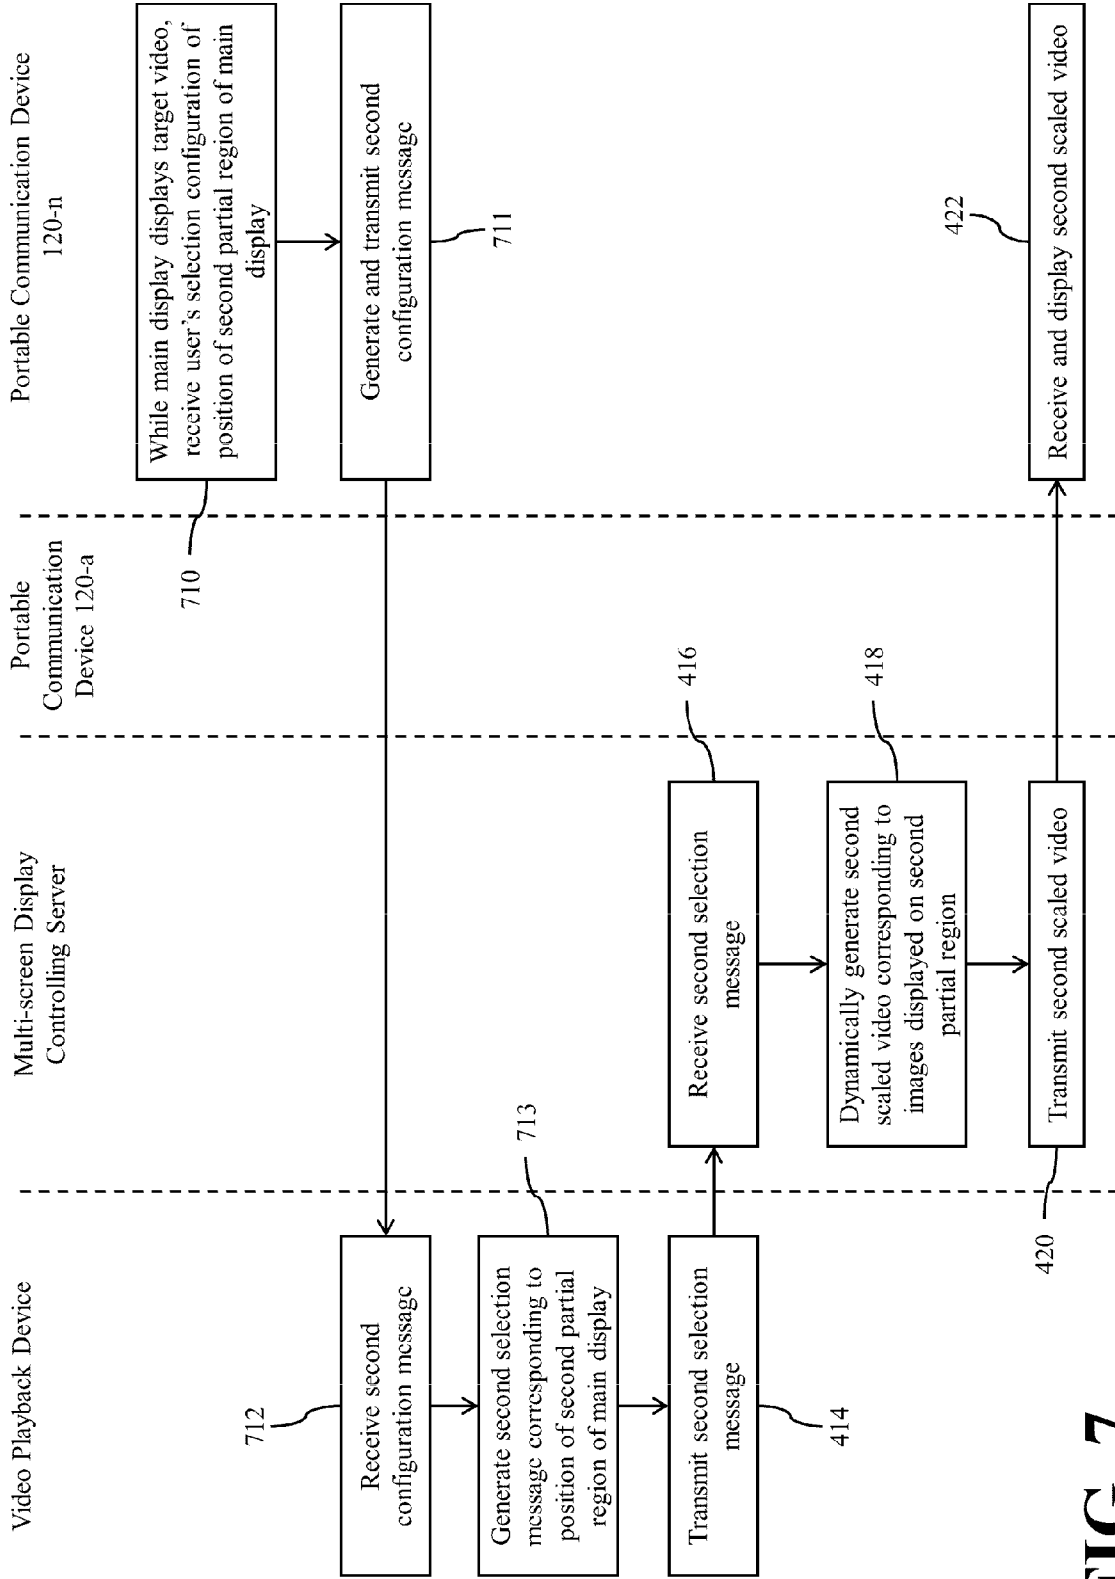 Video Playback Device
Multi-screen Display
Controlling Server
Portable
Communication
Device 120-a
Portable Communication Device
120-n
While main display displays target video,
receive user's selection configuration of
position of second partial region of main
display
710
Generate and transmit second
configuration message
711
712
Receive second
configuration message
Generate second selection
message corresponding to
position of second partial
region of main display
713
Transmit second selection
message
414
Receive second selection
message
416
Dynamically generate second
scaled video corresponding to
images displayed on second
partial region
418
Transmit second scaled video
420
Receive and display second scaled video
422
FIG. 7